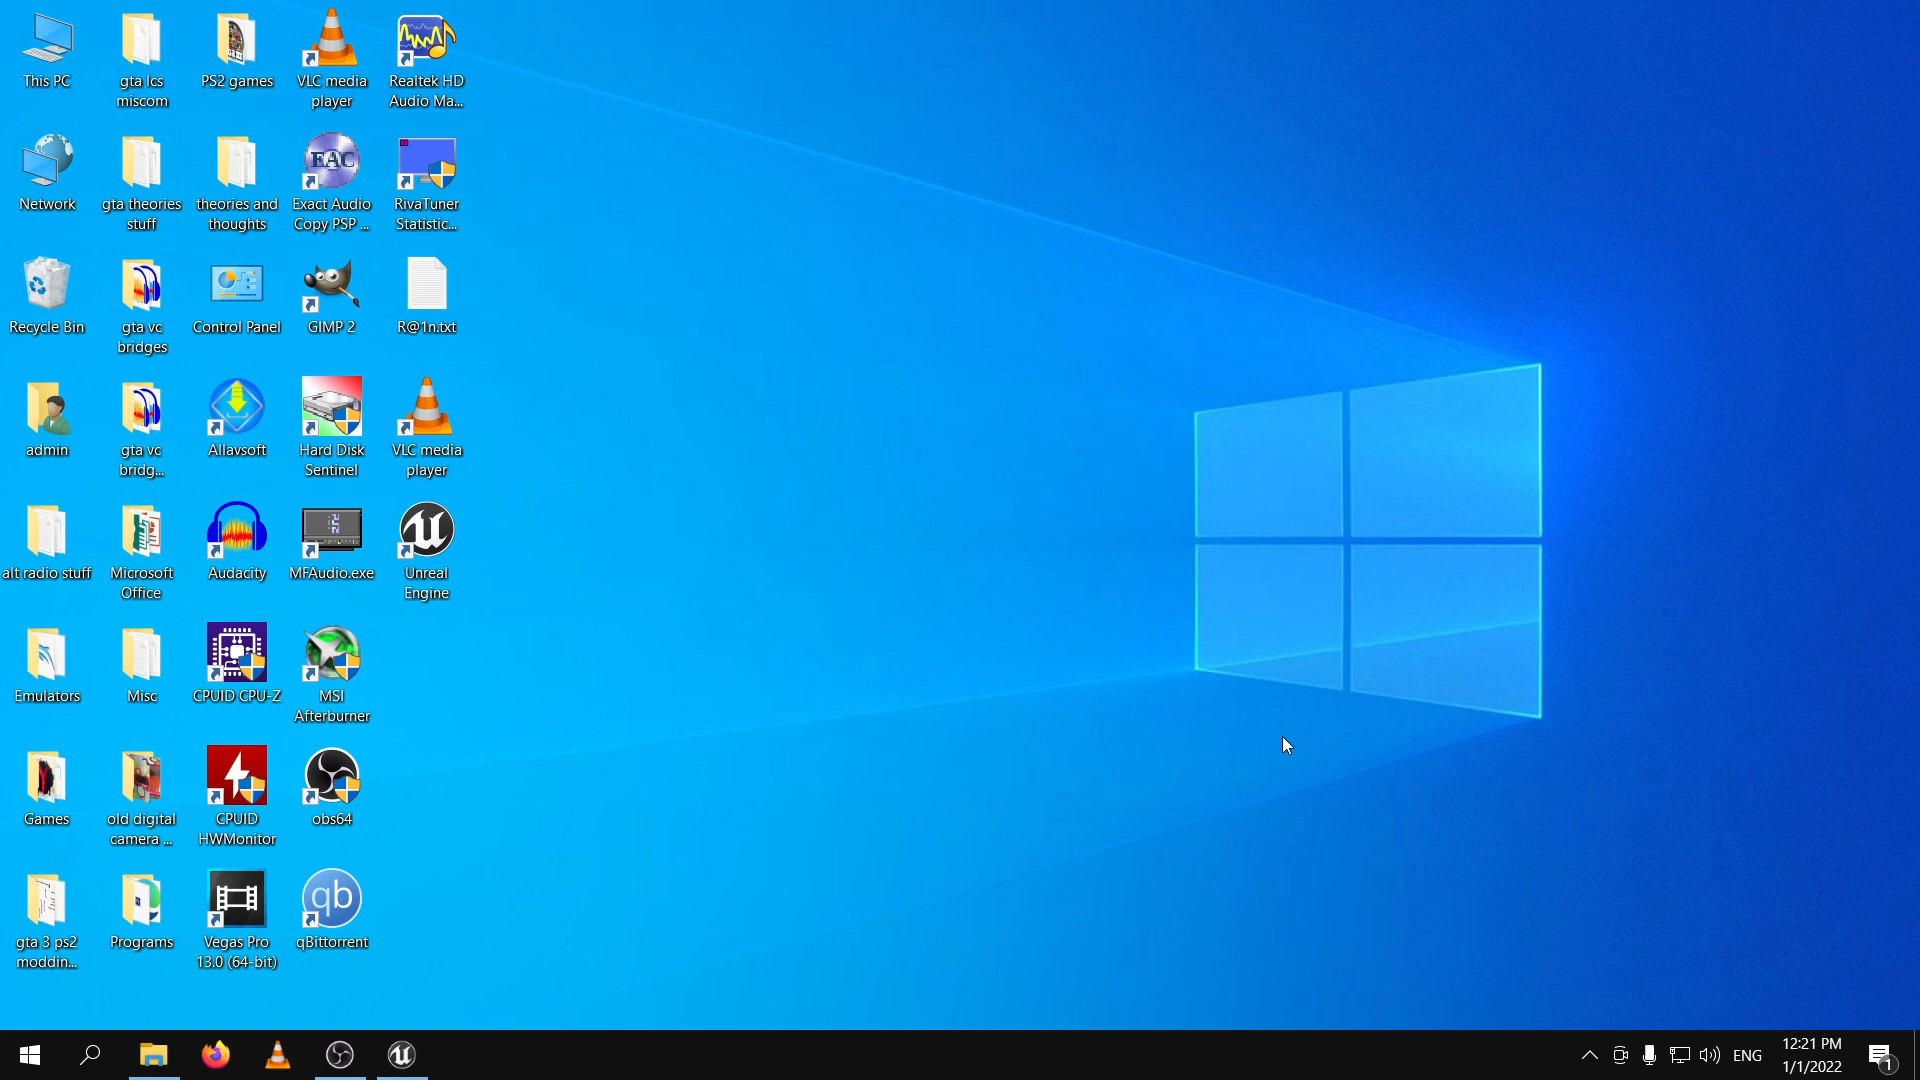 This PC
gta lcs
miscom
PS2 games
VLC media
player
Realtek HD
Audio Ma...
Network
gta theories
stuff
theories and
thoughts
EAC
Exact Audio
Copy PSP ...
RivaTuner
Statistic...
Recycle Bin
gta vc
bridges
Control Panel
GIMP 2
R@1n.txt
admin
gta vc
bridg...
Allavsoft
Hard Disk
Sentinel
VLC media
player
alt radio stuff
Microsoft
Office
Audacity
MFAudio.exe
Unreal
Engine
Emulators
Misc
CPUID CPU-Z
MSI
Afterburner
Games
old digital
camera ...
CPUID
HWMonitor
obs64
gta 3 ps2
moddin...
Programs
Vegas Pro
13.0 (64-bit)
qb
qBittorrent
ENG
12:21 PM
1/1/2022
1